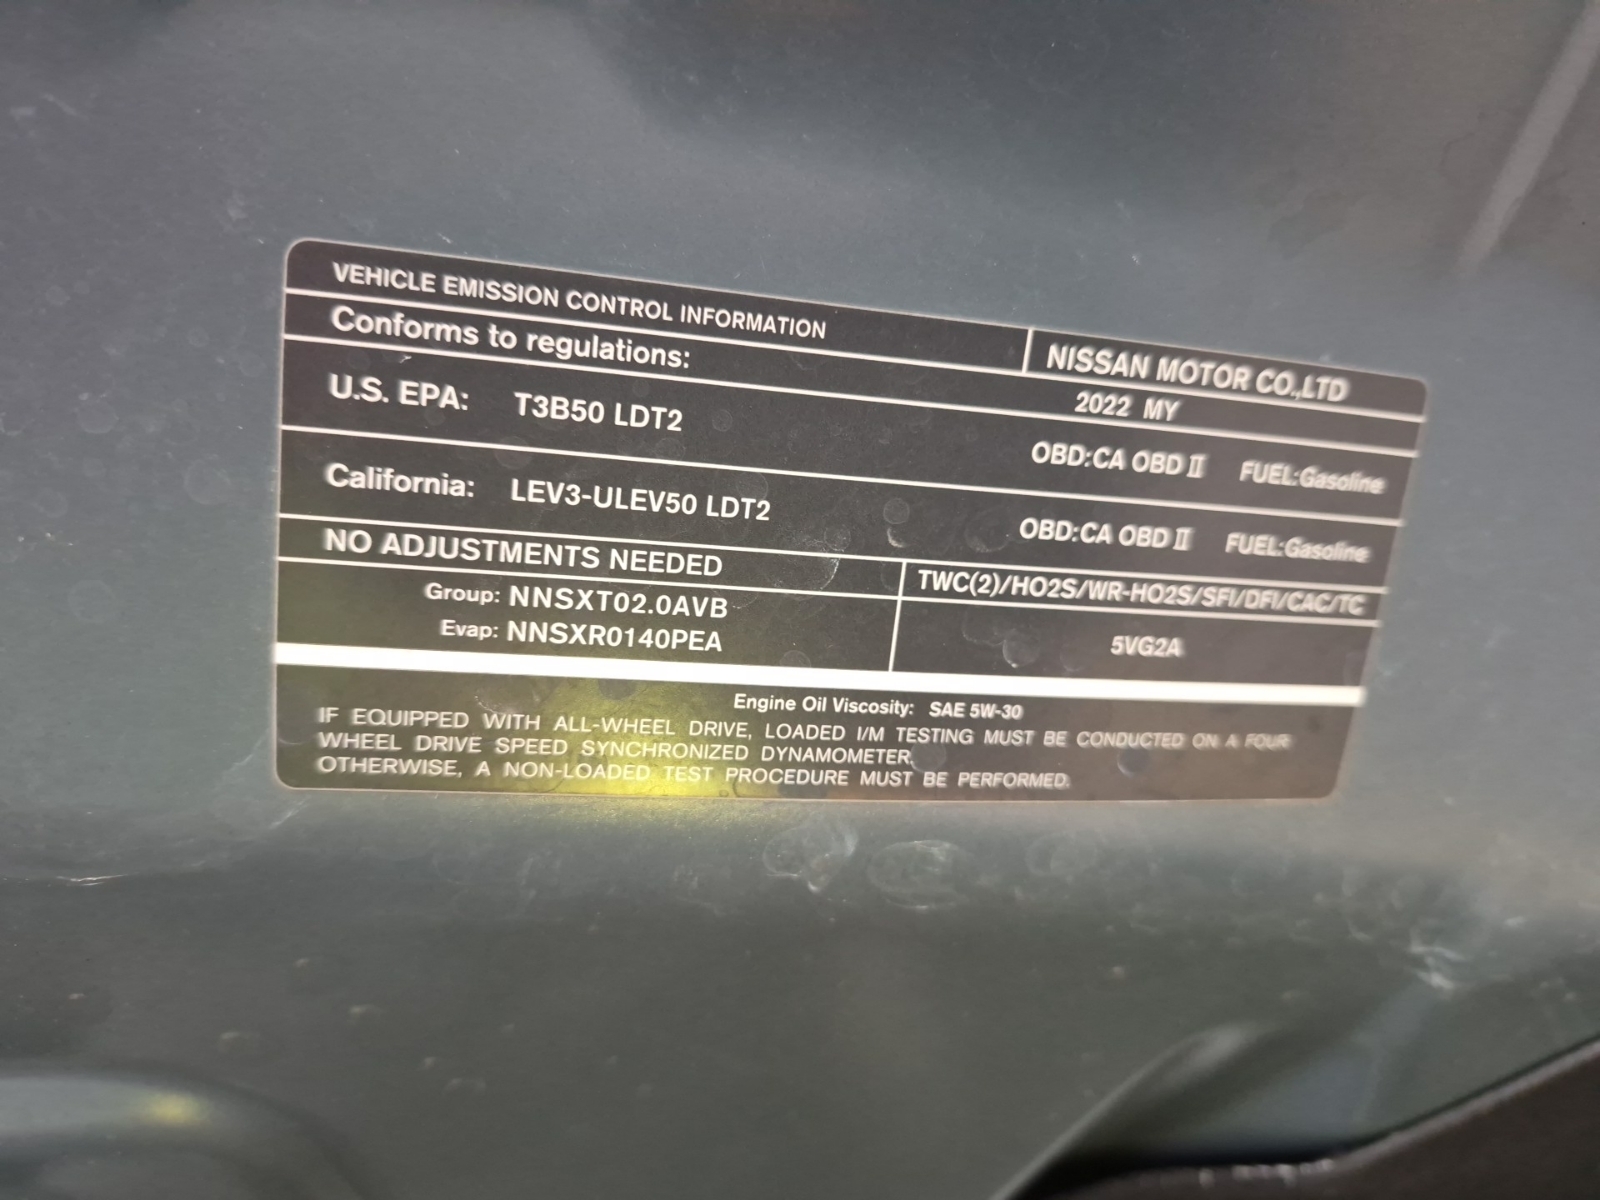 VEHICLE EMISSION CONTROL INFORMATION
NISSAN MOTOR CO.,LTD
Conforms to regulations:
2022 MY
U.S. EPA: T3B50 LDT2 OBD:CA OBD II FUEL:Gasoline
California: LEV3-ULEV50 LDT2 OBD:CA OBD II FUEL:Gasoline
NO ADJUSTMENTS NEEDED
TWC(2)/HO2S/WR-HO2S/SFI/DFI/CAC/TC
Group: NNSXT02.0AVB
Evap: NNSXR0140PEA
5VG2A
Engine Oil Viscosity: SAE 5W-30
IF EQUIPPED WITH ALL-WHEEL DRIVE, LOADED I/M TESTING MUST BE CONDUCTED ON A FOUR
WHEEL DRIVE SPEED SYNCHRONIZED DYNAMOMETER.
OTHERWISE, A NON-LOADED TEST PROCEDURE MUST BE PERFORMED.